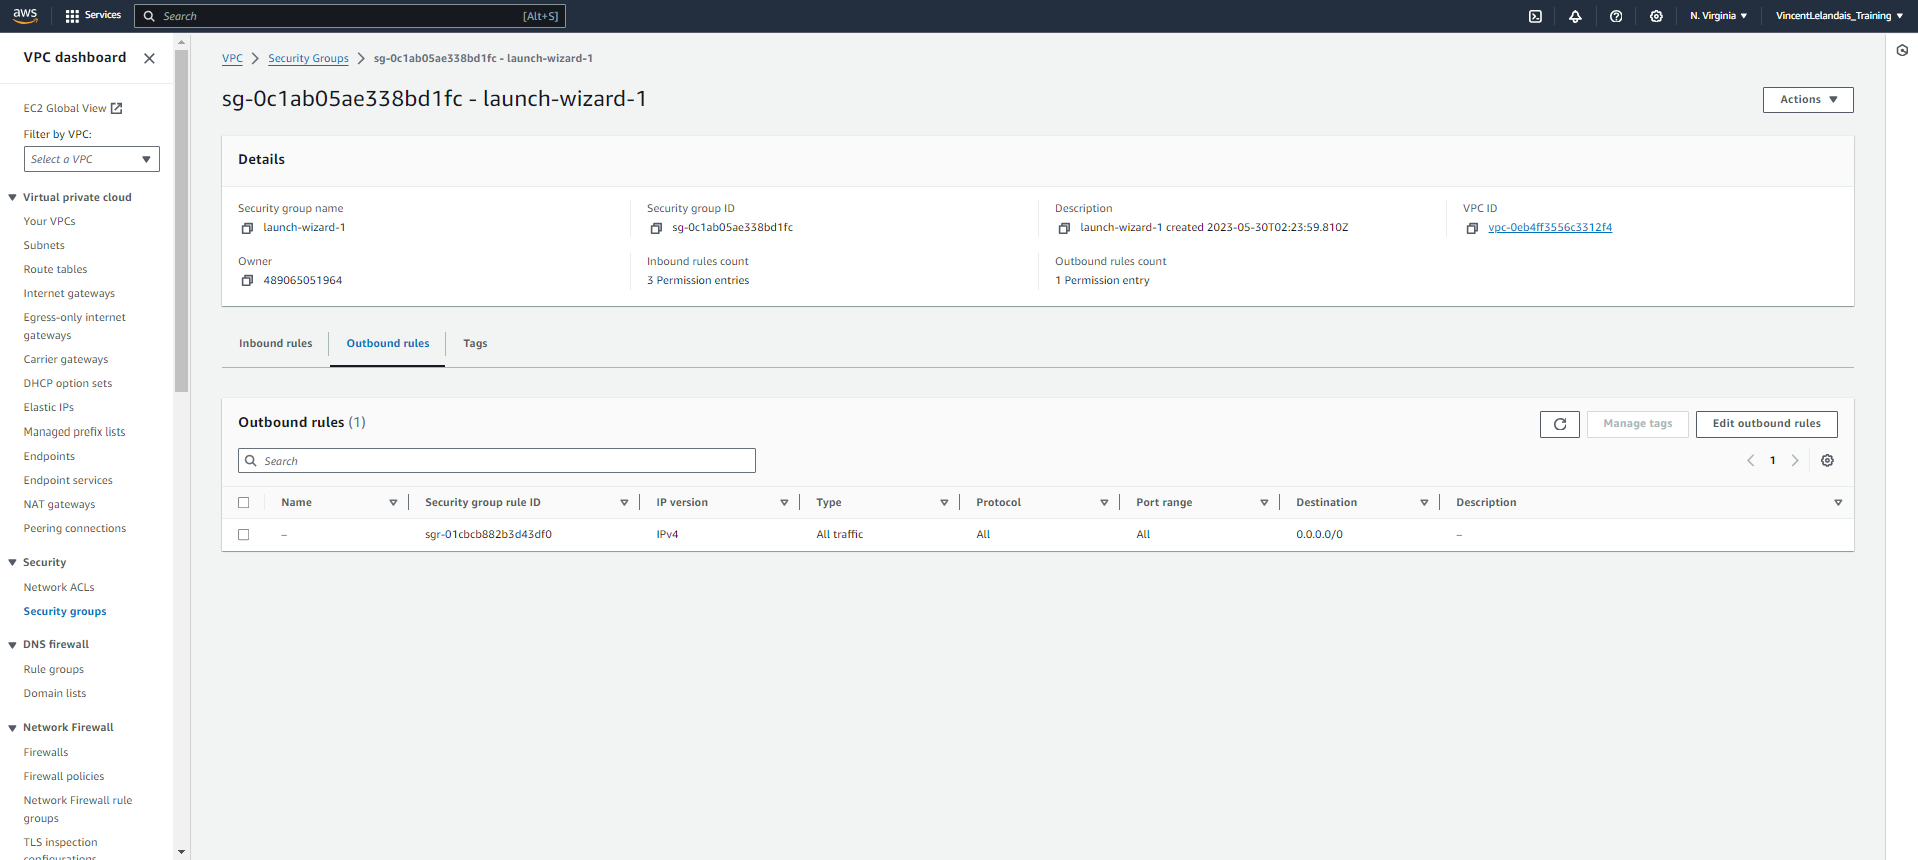 aws
Services
Search
[Alt+S]
N. Virginia
VincentLelandais_Training
VPC dashboard
EC2 Global View
Filter by VPC:
Select a VPC
Virtual private cloud
Your VPCs
Subnets
Route tables
Internet gateways
Egress-only internet
gateways
Carrier gateways
DHCP option sets
Elastic IPs
Managed prefix lists
Endpoints
Endpoint services
NAT gateways
Peering connections
Security
Network ACLs
Security groups
DNS firewall
Rule groups
Domain lists
Network Firewall
Firewalls
Firewall policies
Network Firewall rule
groups
TLS inspection
configurations
VPC
Security Groups
sg-0c1ab05ae338bd1fc - launch-wizard-1
sg-0c1ab05ae338bd1fc - launch-wizard-1
Actions
Details
Security group name
launch-wizard-1
Security group ID
sg-0c1ab05ae338bd1fc
Description
launch-wizard-1 created 2023-05-30T02:23:59.810Z
VPC ID
vpc-0eb4ff3556c3312f4
Owner
489065051964
Inbound rules count
3 Permission entries
Outbound rules count
1 Permission entry
Inbound rules
Outbound rules
Tags
Outbound rules (1)
Manage tags
Edit outbound rules
Search
1
Name
Security group rule ID
IP version
Type
Protocol
Port range
Destination
Description
–
sgr-01cbcb882b3d43df0
IPv4
All traffic
All
All
0.0.0.0/0
–